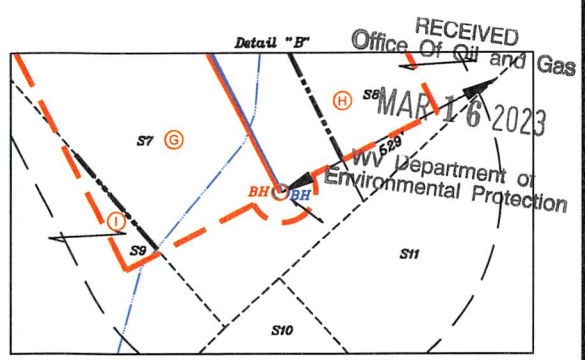 Detail "B"
RECEIVED
Office Of Oil and Gas
MAR 16 2023
WV Department of
Environmental Protection
S7 G
H S8
529'
BH BH
I
S9
S11
S10